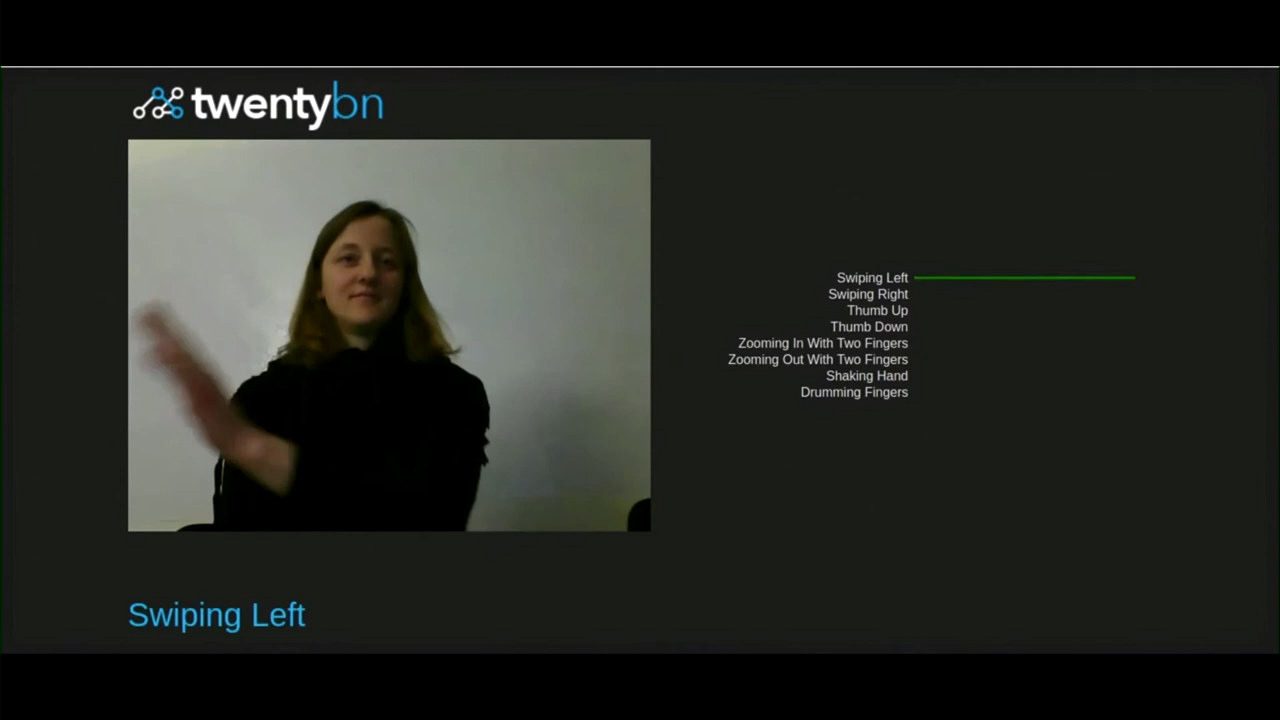 twentybn
Swiping Left
Swiping Right
Thumb Up
Thumb Down
Zooming In With Two Fingers
Zooming Out With Two Fingers
Shaking Hand
Drumming Fingers
Swiping Left